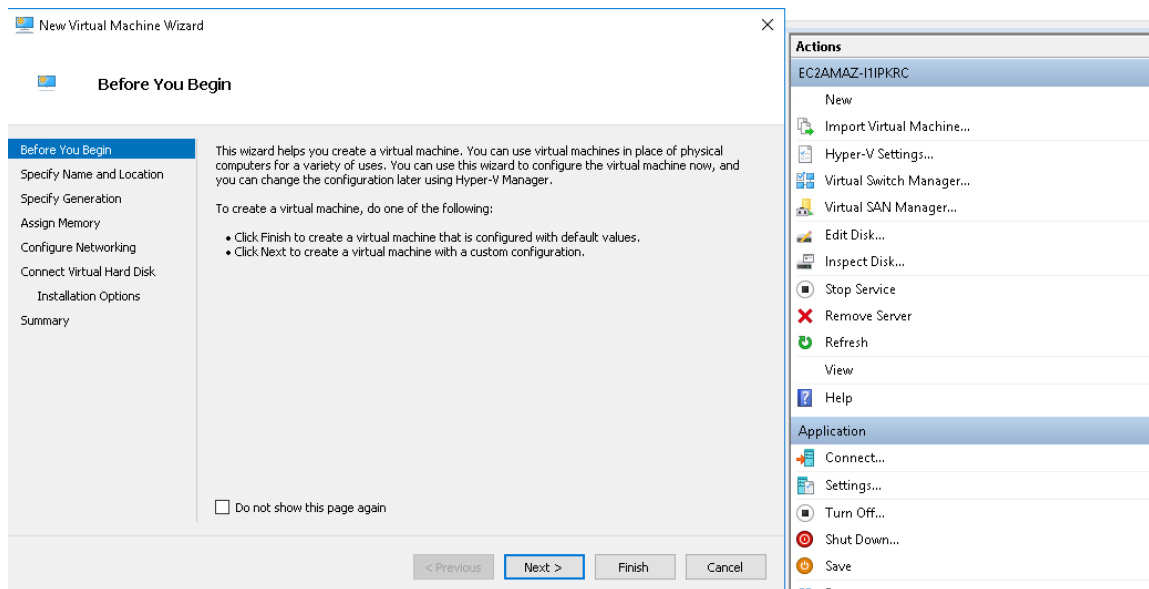 New Virtual Machine Wizard
Before You Begin
Before You Begin
Specify Name and Location
Specify Generation
Assign Memory
Configure Networking
Connect Virtual Hard Disk
Installation Options
Summary
This wizard helps you create a virtual machine. You can use virtual machines in place of physical
computers for a variety of uses. You can use this wizard to configure the virtual machine now, and
you can change the configuration later using Hyper-V Manager.
To create a virtual machine, do one of the following:
• Click Finish to create a virtual machine that is configured with default values.
• Click Next to create a virtual machine with a custom configuration.
Do not show this page again
< Previous
Next >
Finish
Cancel
Actions
EC2AMAZ-I1IPKRC
New
Import Virtual Machine...
Hyper-V Settings...
Virtual Switch Manager...
Virtual SAN Manager...
Edit Disk...
Inspect Disk...
Stop Service
Remove Server
Refresh
View
Help
Application
Connect...
Settings...
Turn Off...
Shut Down...
Save